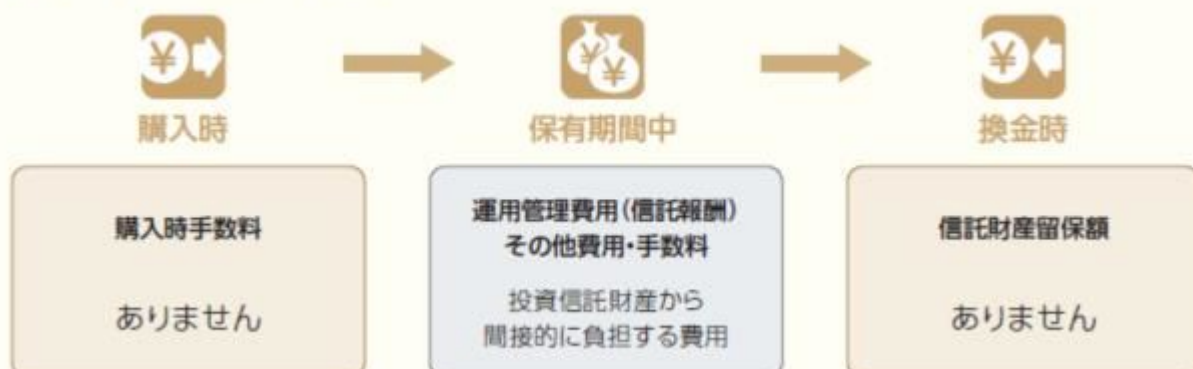 購入時
保有期間中
換金時
購入時手数料
ありません
運用管理費用(信託報酬)
その他費用・手数料
投資信託財産から
間接的に負担する費用
信託財産留保額
ありません